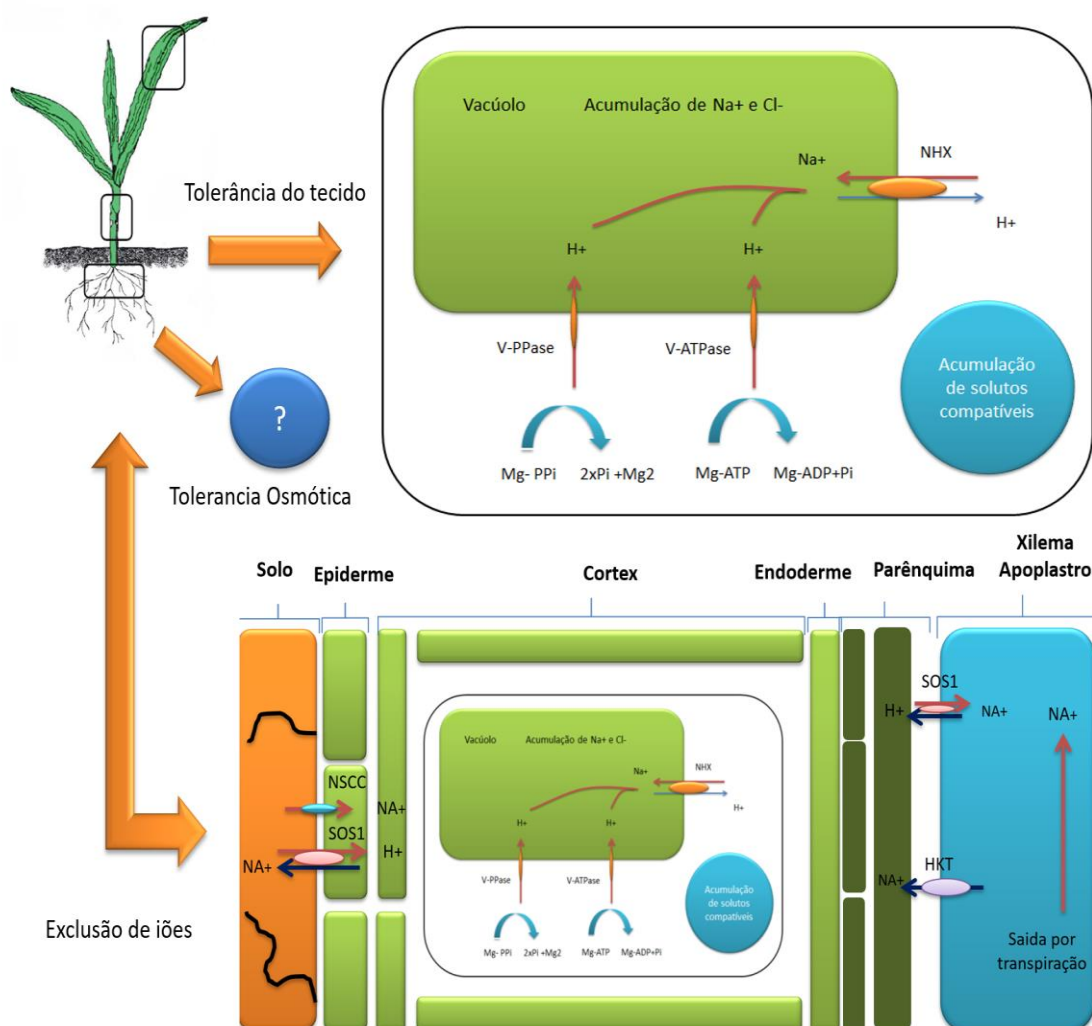 Vacúolo
Acumulação de Na+ e Cl-
Na+
NHX
H+
H+
H+
V-PPase
V-ATPase
Mg- PPi
2xPi +Mg2
Mg-ATP
Mg-ADP+Pi
Acumulação
de solutos
compatíveis
Tolerância do tecido
?
Tolerancia Osmótica
Exclusão de iões
Solo
Epiderme
Cortex
Endoderme
Parênquima
Xilema
Apoplastro
NSCC
SOS1
NA+
NA+
H+
Vacúolo
Acumulação de Na+ e Cl-
Na+
NHX
H+
H+
H+
V-PPase
V-ATPase
Mg- PPi
2xPi +Mg2
Mg-ATP
Mg-ADP+Pi
Acumulação
de solutos
compatíveis
SOS1
H+
NA+
NA+
HKT
NA+
Saida por
transpiração